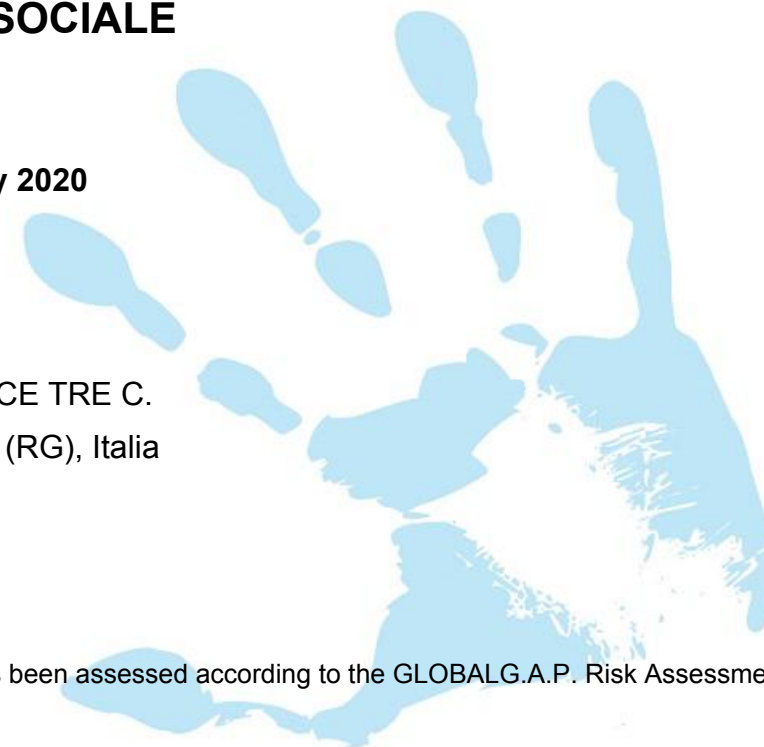 SOCIALE
y 2020
CE TRE C.
(RG), Italia
been assessed according to the GLOBALG.A.P. Risk Assessme